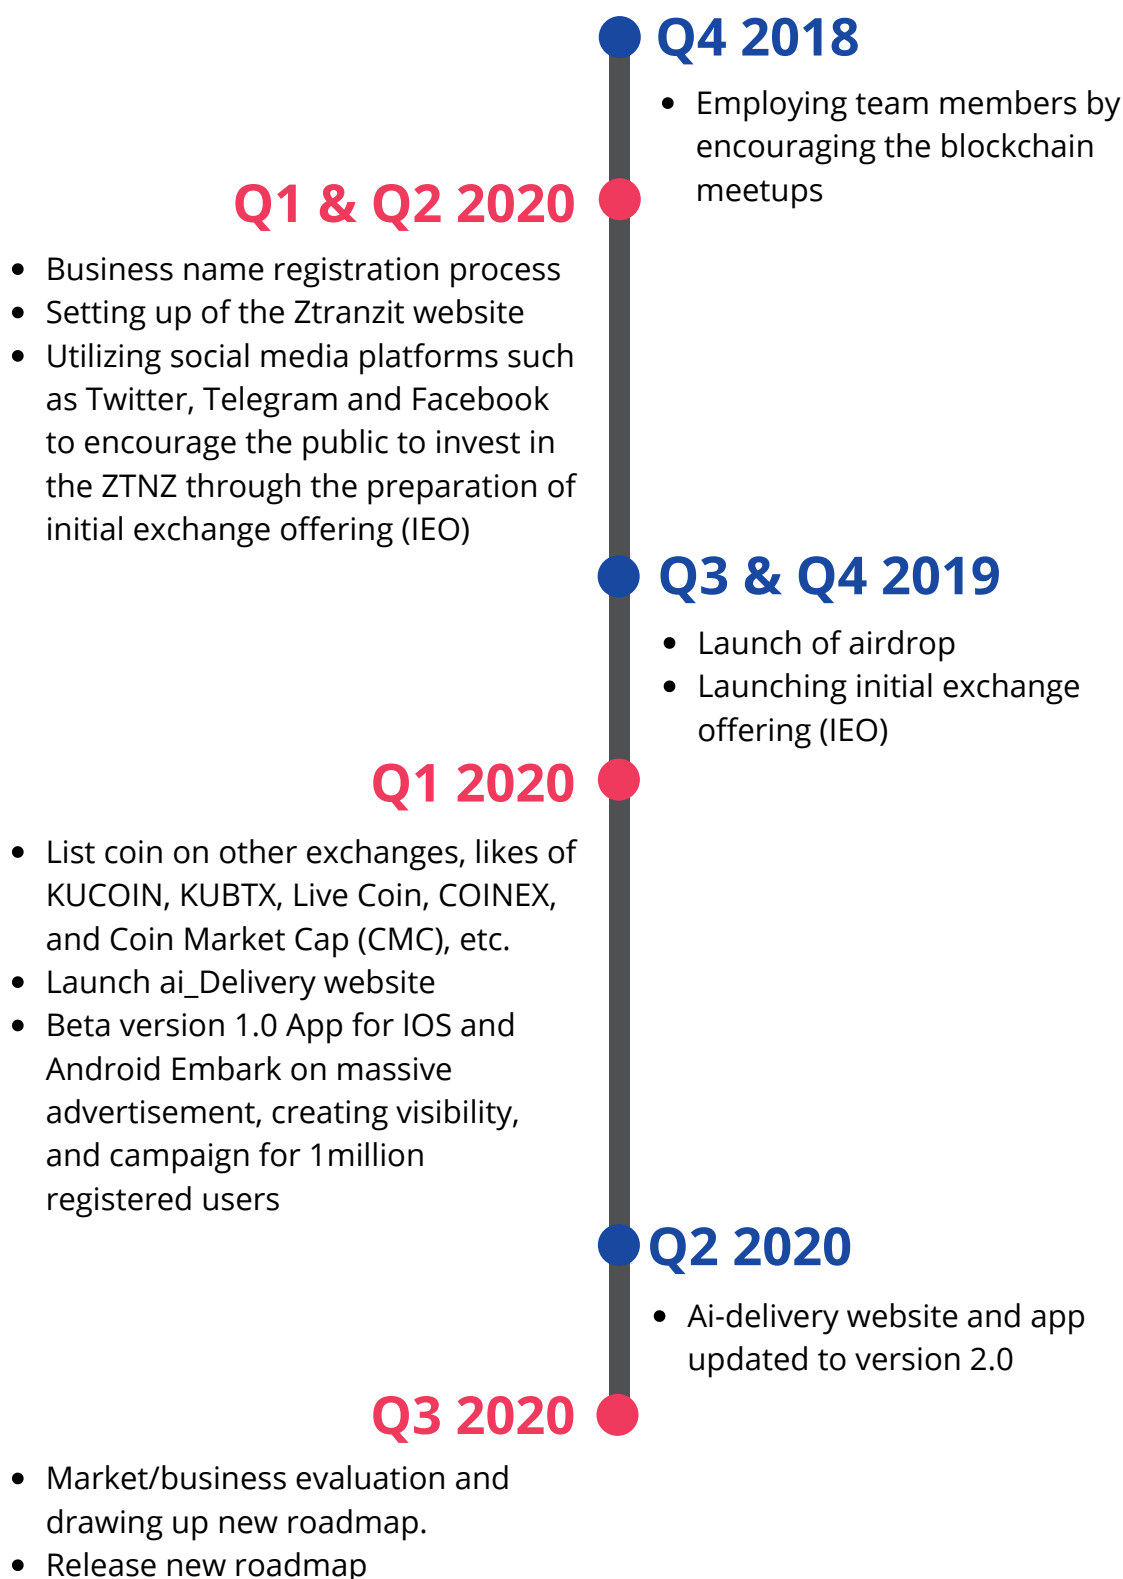 Q4 2018
• Employing team members by
encouraging the blockchain
meetups
Q1 & Q2 2020
• Business name registration process
• Setting up of the Ztranzit website
• Utilizing social media platforms such
as Twitter, Telegram and Facebook
to encourage the public to invest in
the ZTNZ through the preparation of
initial exchange offering (IEO)
Q3 & Q4 2019
• Launch of airdrop
• Launching initial exchange
offering (IEO)
Q1 2020
• List coin on other exchanges, likes of
KUCOIN, KUBTX, Live Coin, COINEX,
and Coin Market Cap (CMC), etc.
• Launch ai_Delivery website
• Beta version 1.0 App for IOS and
Android Embark on massive
advertisement, creating visibility,
and campaign for 1million
registered users
Q2 2020
• Ai-delivery website and app
updated to version 2.0
Q3 2020
• Market/business evaluation and
drawing up new roadmap.
• Release new roadmap